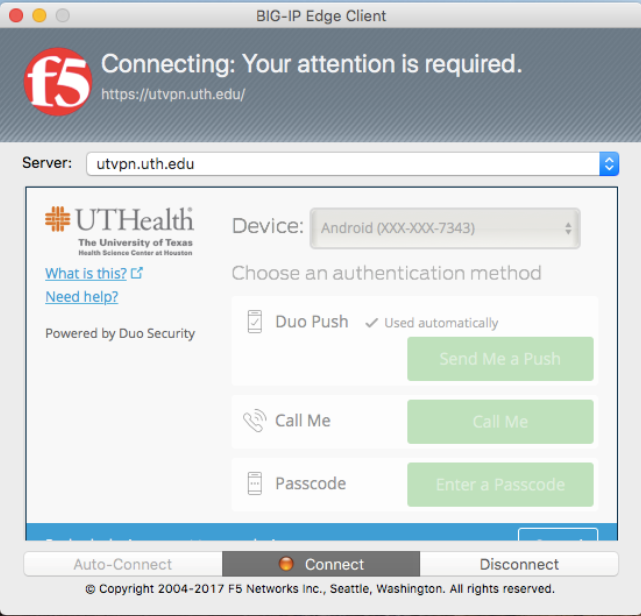 BIG-IP Edge Client
f5
Connecting: Your attention is required.
https://utvpn.uth.edu/
Server: utvpn.uth.edu
UTHealth
The University of Texas
Health Science Center at Houston
What is this?
Need help?
Powered by Duo Security
Device: Android (XXX-XXX-7343)
Choose an authentication method
Duo Push ✓ Used automatically
Send Me a Push
Call Me Call Me
Passcode Enter a Passcode
Auto-Connect Connect Disconnect
© Copyright 2004-2017 F5 Networks Inc., Seattle, Washington. All rights reserved.